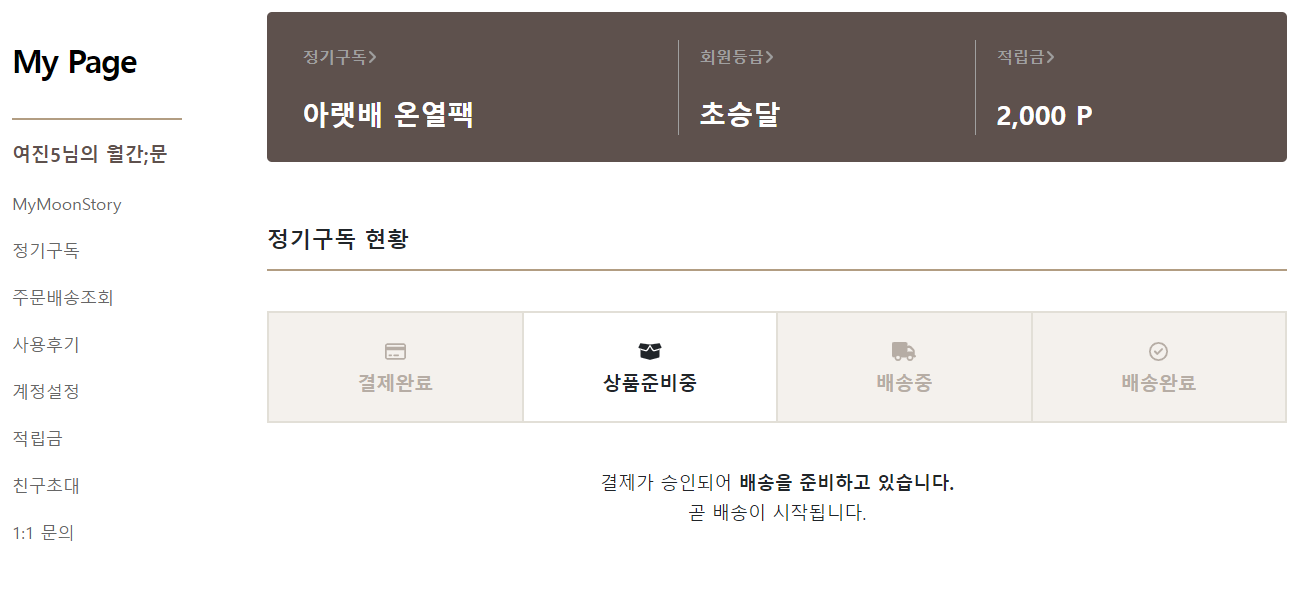 My Page
여진5님의 월간;문
MyMoonStory
정기구독
주문배송조회
사용후기
계정설정
적립금
친구초대
1:1 문의
정기구독
아랫배 온열팩
회원등급
초승달
적립금
2,000 P
정기구독 현황
결제완료
상품준비중
배송중
배송완료
결제가 승인되어 배송을 준비하고 있습니다.
곧 배송이 시작됩니다.